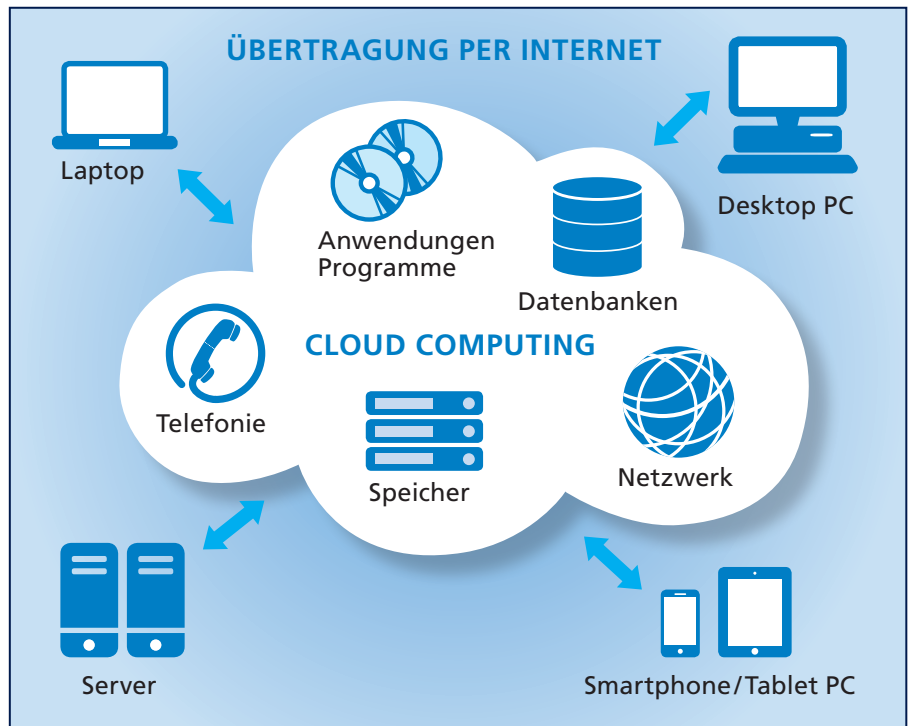 ÜBERTRAGUNG PER INTERNET
Laptop
Desktop PC
Anwendungen
Programme
Datenbanken
CLOUD COMPUTING
Telefonie
Speicher
Netzwerk
Server
Smartphone/Tablet PC